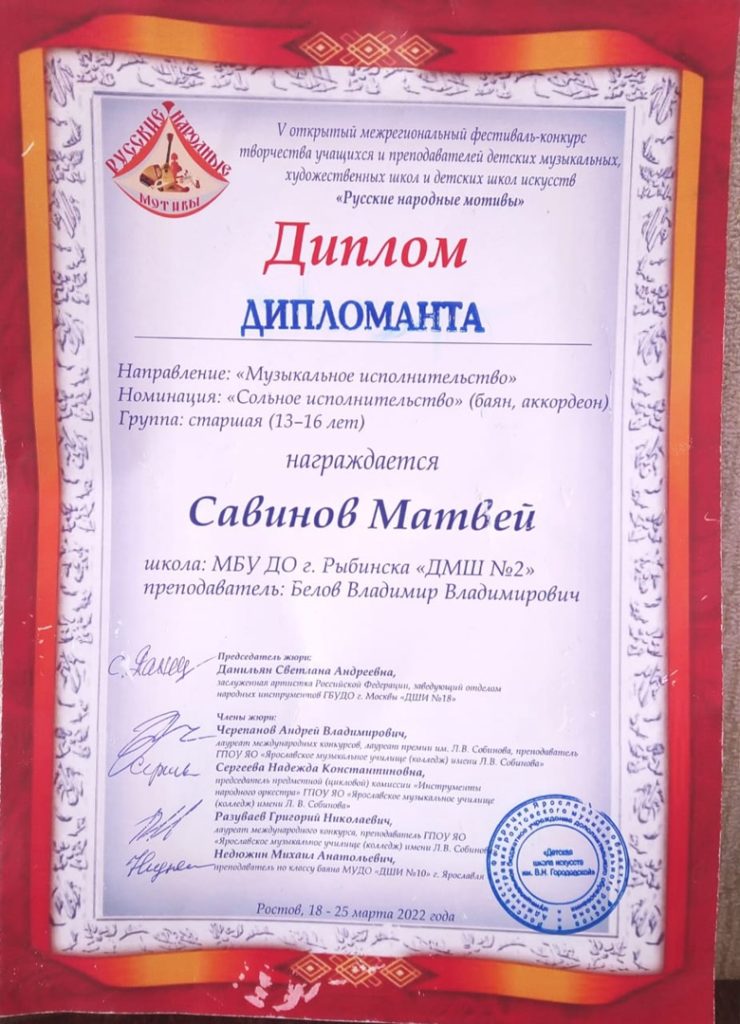 РУССКИЕ НАРОДНЫЕ
МОТИВЫ
V открытый межрегиональный фестиваль-конкурс
творчества учащихся и преподавателей детских музыкальных,
художественных школ и детских школ искусств
«Русские народные мотивы»
Диплом
ДИПЛОМАНТА
Направление: «Музыкальное исполнительство»
Номинация: «Сольное исполнительство» (баян, аккордеон)
Группа: старшая (13–16 лет)
награждается
Савинов Матвей
школа: МБУ ДО г. Рыбинска «ДМШ №2»
преподаватель: Белов Владимир Владимирович
Председатель жюри:
Данильян Светлана Андреевна,
заслуженная артистка Российской Федерации, заведующий отделом
народных инструментов ГБУДО г. Москвы «ДШИ №18»
Члены жюри:
Черепанов Андрей Владимирович,
лауреат международных конкурсов, лауреат премии им. Л.В. Собинова, преподаватель
ГПОУ ЯО «Ярославское музыкальное училище (колледж) имени Л.В. Собинова»
Сергеева Надежда Константиновна,
председатель предметной (цикловой) комиссии «Инструменты
народного оркестра» ГПОУ ЯО «Ярославское музыкальное училище
(колледж) имени Л. В. Собинова»
Разуваев Григорий Николаевич,
лауреат международного конкурса, преподаватель ГПОУ ЯО
«Ярославское музыкальное училище (колледж) имени Л.В. Собинова»
Недюжин Михаил Анатольевич,
преподаватель по классу баяна МУДО «ДШИ №10» г. Ярославля
«Детская
школа искусств
им. В.Н. Городовской»
Ростов, 18 - 25 марта 2022 года